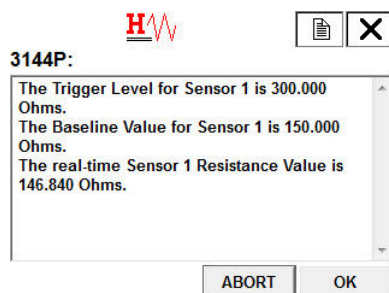 H
3144P:
The Trigger Level for Sensor 1 is 300.000
Ohms.
The Baseline Value for Sensor 1 is 150.000
Ohms.
The real-time Sensor 1 Resistance Value is
146.840 Ohms.
ABORT OK